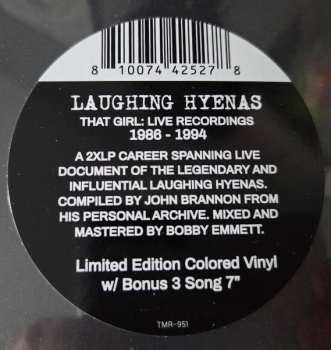 8 10074 42527 8
LAUGHING HYENAS
THAT GIRL: LIVE RECORDINGS
1986 - 1994
A 2XLP CAREER SPANNING LIVE
DOCUMENT OF THE LEGENDARY AND
INFLUENTIAL LAUGHING HYENAS.
COMPILED BY JOHN BRANNON FROM
HIS PERSONAL ARCHIVE. MIXED AND
MASTERED BY BOBBY EMMETT.
Limited Edition Colored Vinyl
w/ Bonus 3 Song 7"
TMR-951